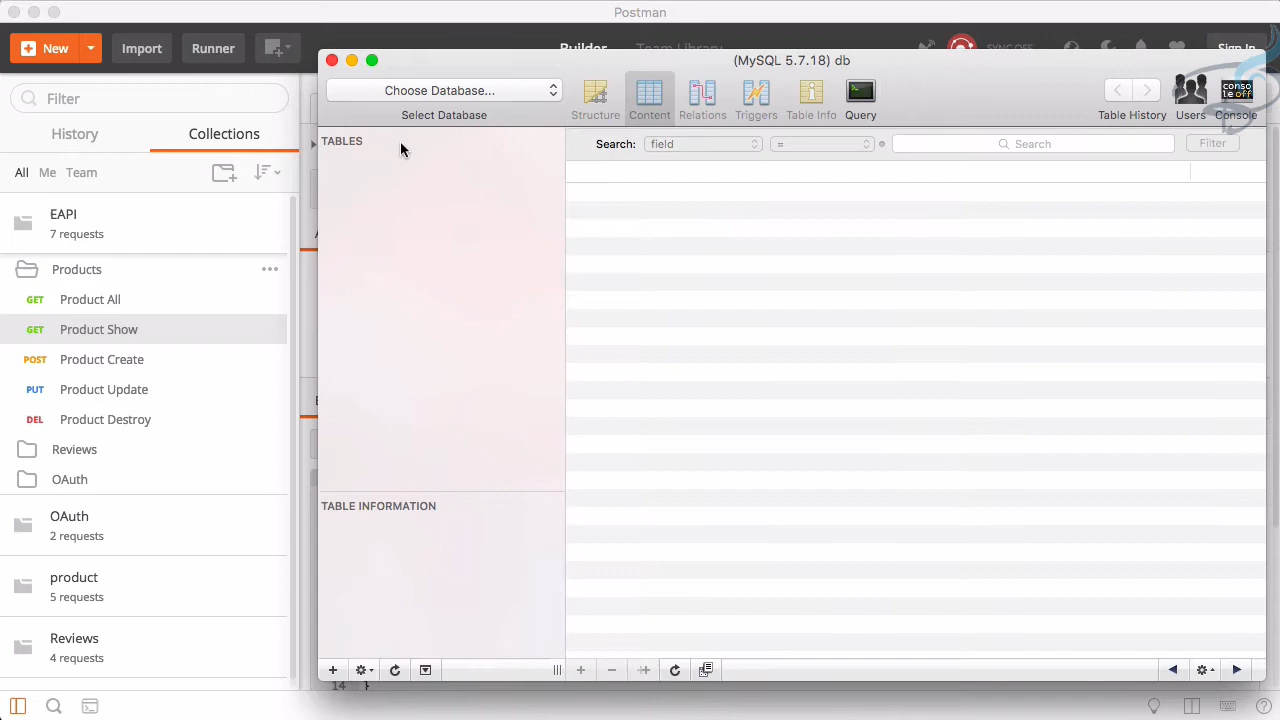 Postman
New
Import
Runner
Builder
Team Library
SYNC OFF
Sign In
Filter
History
Collections
All Me Team
EAPI
7 requests
Products
GET Product All
GET Product Show
POST Product Create
PUT Product Update
DEL Product Destroy
Reviews
OAuth
OAuth
2 requests
product
5 requests
Reviews
4 requests
(MySQL 5.7.18) db
Choose Database...
Select Database
Structure
Content
Relations
Triggers
Table Info
Query
Table History
Users
conso
le off
Console
TABLES
Search: field = Search Filter
TABLE INFORMATION
14 }